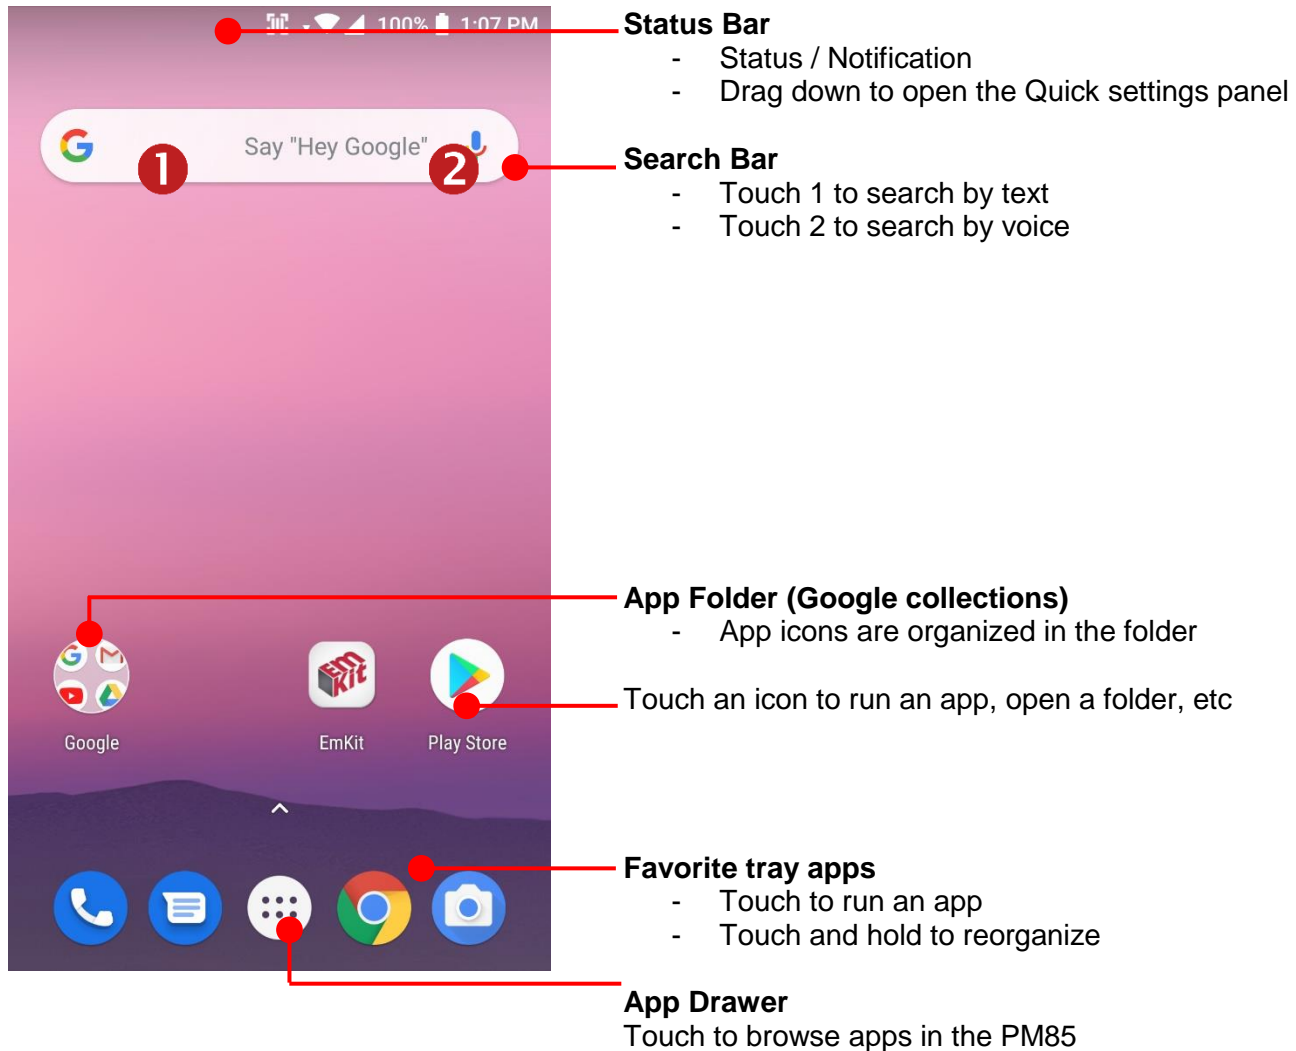 100% 1:07 PM
Status Bar
- Status / Notification
- Drag down to open the Quick settings panel
Say "Hey Google"
1
2
Search Bar
- Touch 1 to search by text
- Touch 2 to search by voice
App Folder (Google collections)
- App icons are organized in the folder
EmKit
Touch an icon to run an app, open a folder, etc
Google
EmKit
Play Store
Favorite tray apps
- Touch to run an app
- Touch and hold to reorganize
App Drawer
Touch to browse apps in the PM85